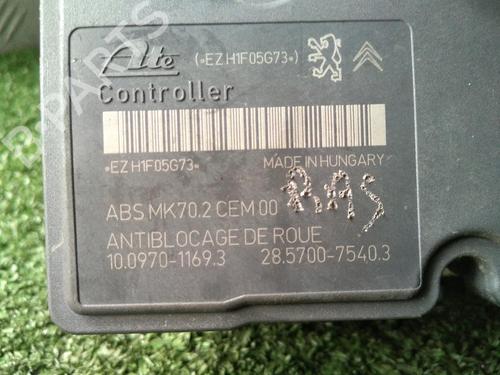 Ate (*EZ H1F05G73*)
Controller
*EZ H1F05G73* MADE IN HUNGARY
ABS MK70.2 CEM 00
ANTIBLOCAGE DE ROUE
10.0970-1169.3 28.5700-7540.3
B-PARTS